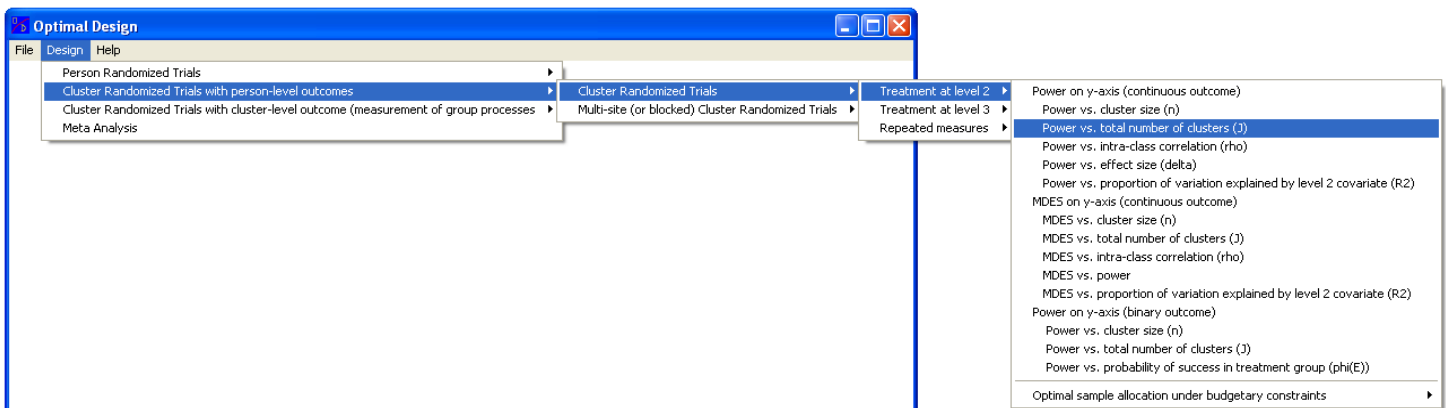 Optimal Design
File Design Help
Person Randomized Trials
Cluster Randomized Trials with person-level outcomes
Cluster Randomized Trials with cluster-level outcome (measurement of group processes
Meta Analysis
Cluster Randomized Trials
Multi-site (or blocked) Cluster Randomized Trials
Treatment at level 2
Treatment at level 3
Repeated measures
Power on y-axis (continuous outcome)
Power vs. cluster size (n)
Power vs. total number of clusters (J)
Power vs. intra-class correlation (rho)
Power vs. effect size (delta)
Power vs. proportion of variation explained by level 2 covariate (R2)
MDES on y-axis (continuous outcome)
MDES vs. cluster size (n)
MDES vs. total number of clusters (J)
MDES vs. intra-class correlation (rho)
MDES vs. power
MDES vs. proportion of variation explained by level 2 covariate (R2)
Power on y-axis (binary outcome)
Power vs. cluster size (n)
Power vs. total number of clusters (J)
Power vs. probability of success in treatment group (phi(E))
Optimal sample allocation under budgetary constraints